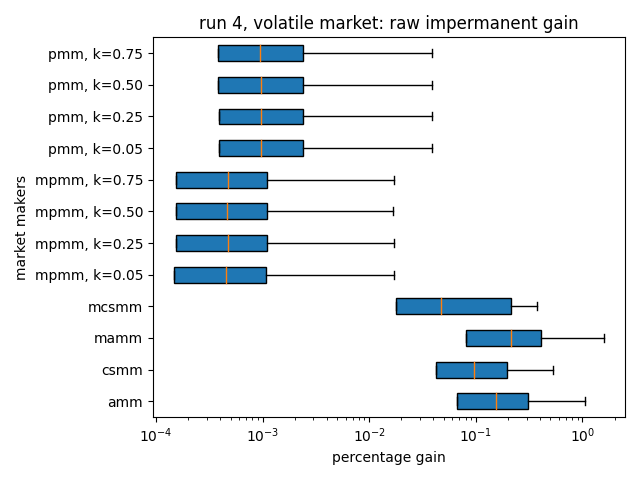 run 4, volatile market: raw impermanent gain
pmm, k=0.75
pmm, k=0.50
pmm, k=0.25
pmm, k=0.05
mpmm, k=0.75
mpmm, k=0.50
mpmm, k=0.25
mpmm, k=0.05
mcsmm
mamm
csmm
amm
market makers
10⁻⁴ 10⁻³ 10⁻² 10⁻¹ 10⁰
percentage gain